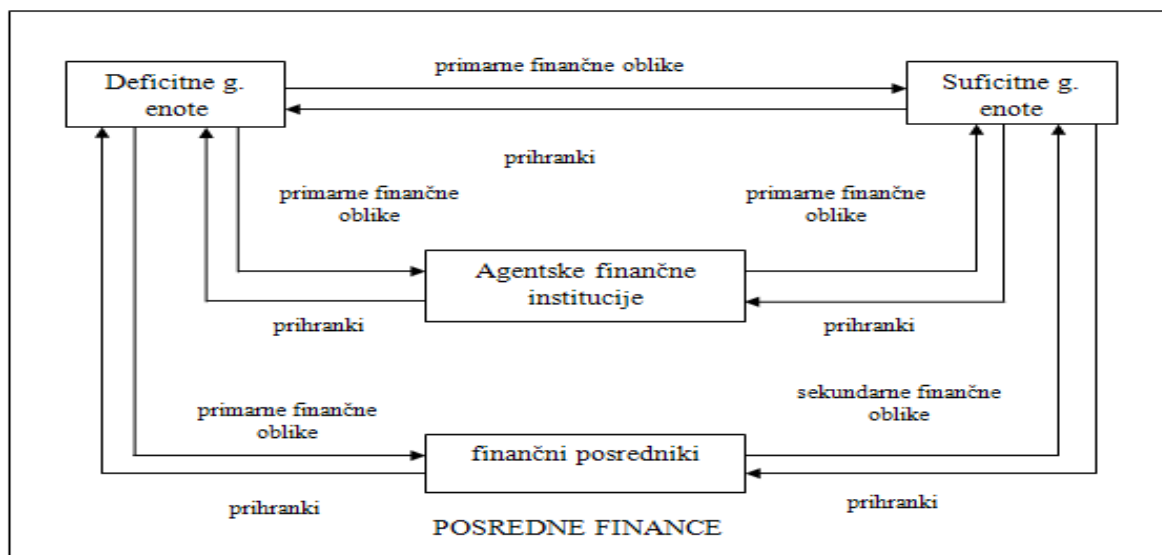 primarne finančne oblike
Deficitne g.
enote
Suficitne g.
enote
prihranki
primarne finančne
oblike
primarne finančne
oblike
Agentske finančne
institucije
prihranki
prihranki
primarne finančne
oblike
sekundarne finančne
oblike
finančni posredniki
prihranki
prihranki
POSREDNE FINANCE